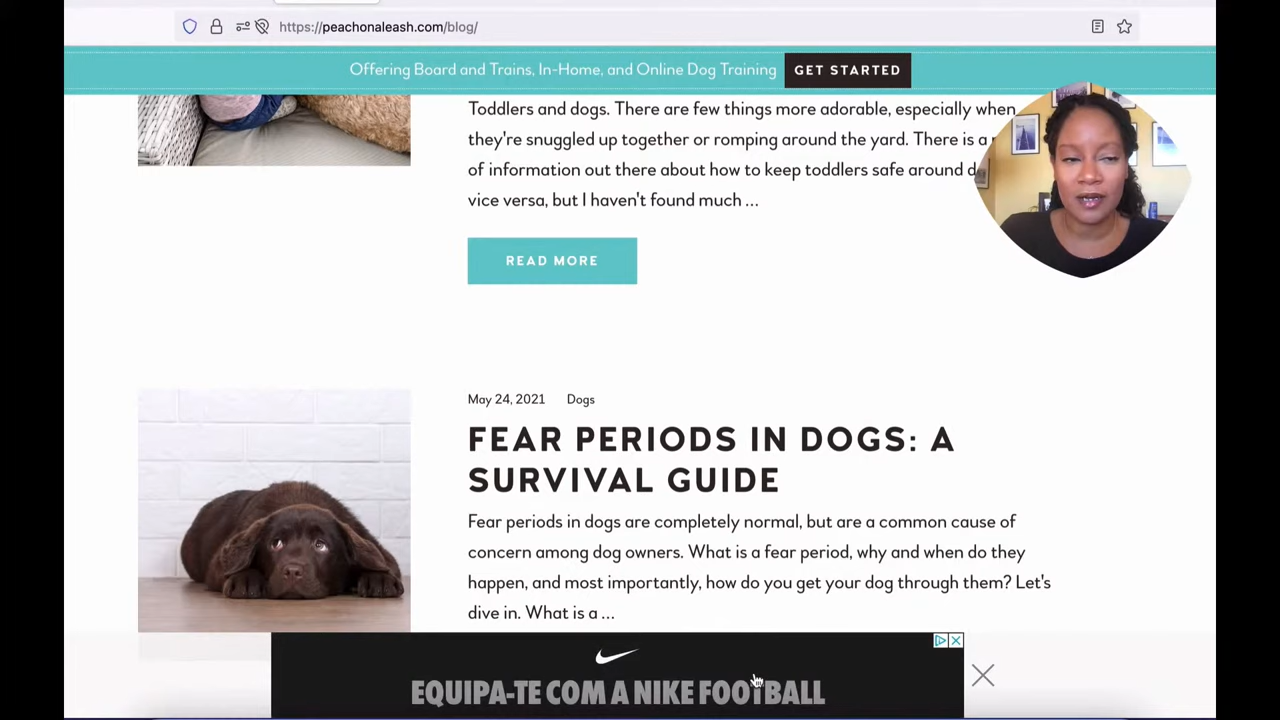 https://peachonaleash.com/blog/
Offering Board and Trains, In-Home, and Online Dog Training
GET STARTED
Toddlers and dogs. There are few things more adorable, especially when
they're snuggled up together or romping around the yard. There is a
of information out there about how to keep toddlers safe around
vice versa, but I haven't found much ...
READ MORE
May 24, 2021 Dogs
FEAR PERIODS IN DOGS: A
SURVIVAL GUIDE
Fear periods in dogs are completely normal, but are a common cause of
concern among dog owners. What is a fear period, why and when do they
happen, and most importantly, how do you get your dog through them? Let's
dive in. What is a ...
EQUIPA-TE COM A NIKE FOOTBALL